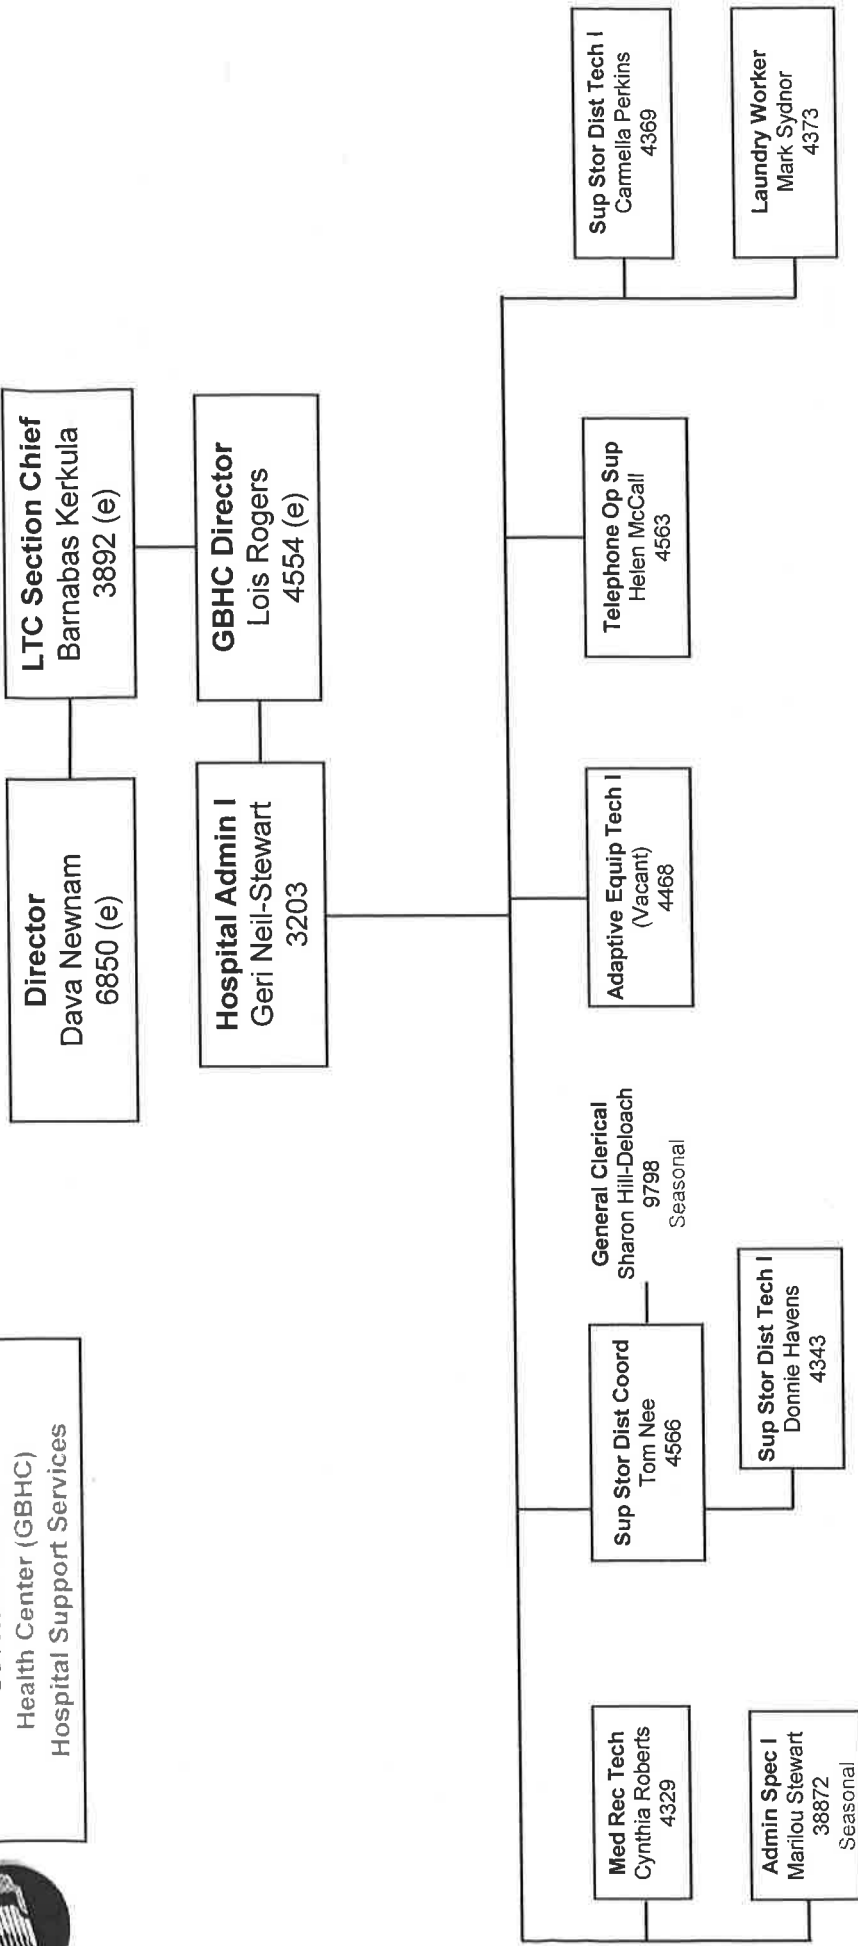 Health Center (GBHC)
Hospital Support Services
Director
Dava Newnam
6850 (e)
LTC Section Chief
Barnabas Kerkula
3892 (e)
Hospital Admin I
Geri Neil-Stewart
3203
GBHC Director
Lois Rogers
4554 (e)
Med Rec Tech
Cynthia Roberts
4329
Admin Spec I
Marilou Stewart
38872
Seasonal
Sup Stor Dist Coord
Tom Nee
4566
General Clerical
Sharon Hill-Deloach
9798
Seasonal
Sup Stor Dist Tech I
Donnie Havens
4343
Adaptive Equip Tech I
(Vacant)
4468
Telephone Op Sup
Helen McCall
4563
Sup Stor Dist Tech I
Carmella Perkins
4369
Laundry Worker
Mark Sydnor
4373